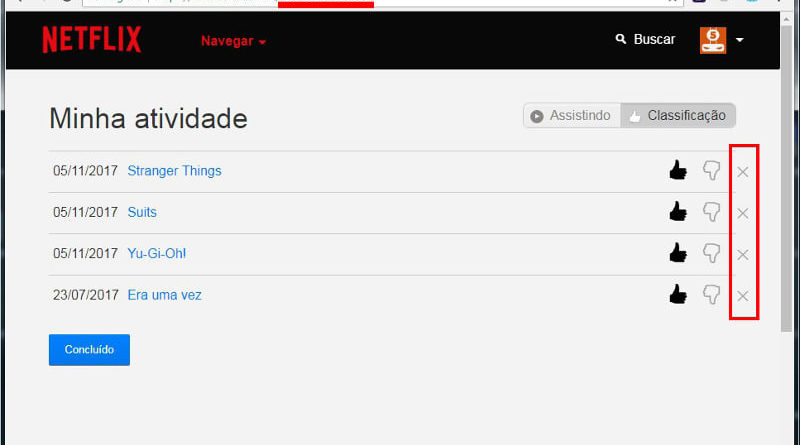 NETFLIX Navegar Buscar
Minha atividade
Assistindo Classificação
05/11/2017 Stranger Things
05/11/2017 Suits
05/11/2017 Yu-Gi-Oh!
23/07/2017 Era uma vez
Concluído